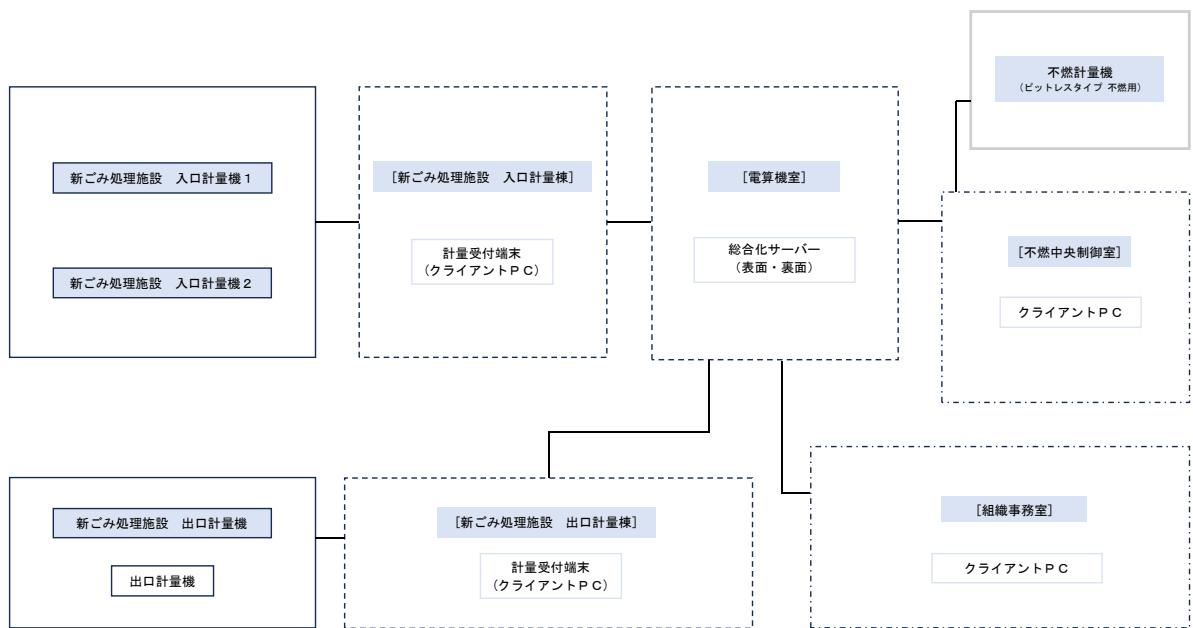 不燃計量機
（ピットレスタイプ 不燃用）
新ごみ処理施設　入口計量機１
新ごみ処理施設　入口計量機２
［新ごみ処理施設　入口計量棟］
計量受付端末
（クライアントＰＣ）
［電算機室］
総合化サーバー
（表面・裏面）
［不燃中央制御室］
クライアントＰＣ
新ごみ処理施設　出口計量機
出口計量機
［新ごみ処理施設　出口計量棟］
計量受付端末
（クライアントＰＣ）
［組織事務室］
クライアントＰＣ